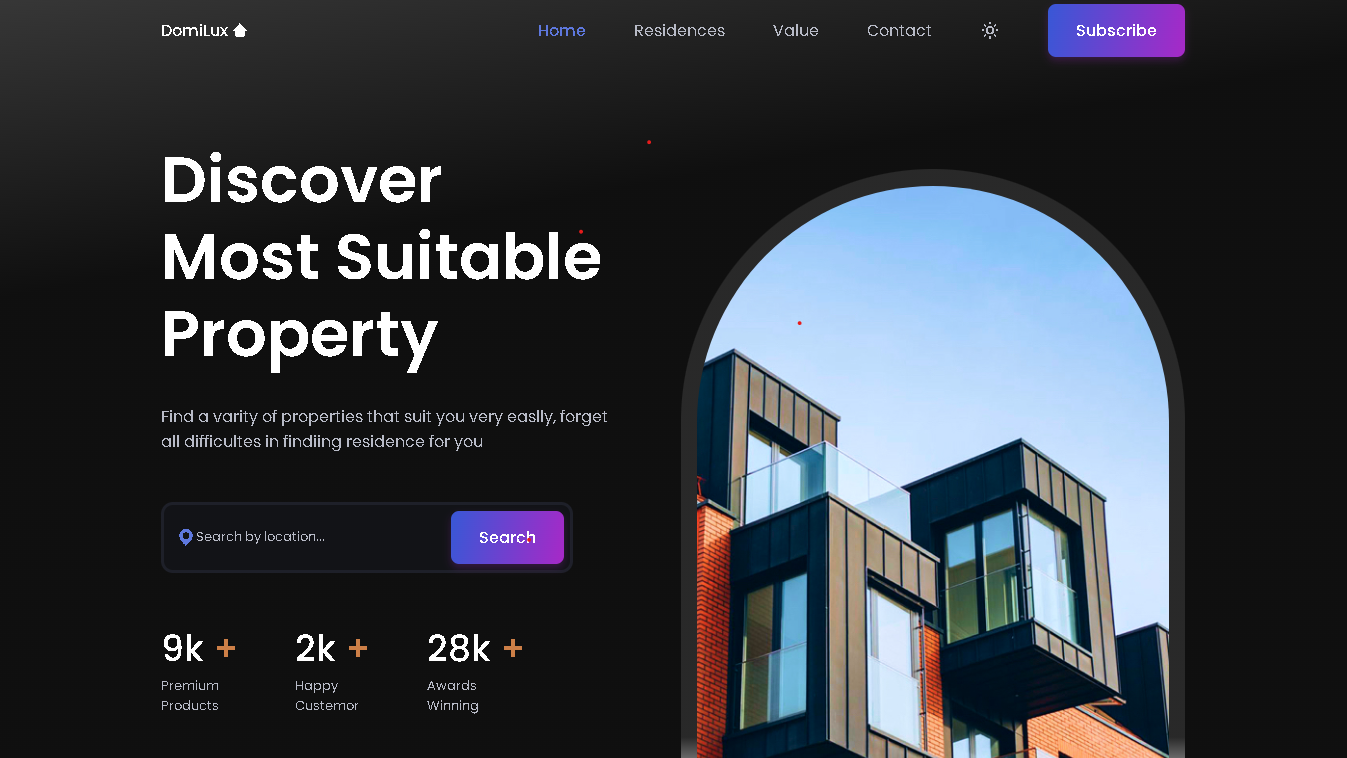 DomiLux
Home Residences Value Contact Subscribe
Discover
Most Suitable
Property
Find a varity of properties that suit you very easlly, forget
all difficultes in findiing residence for you
Search by location... Search
9k + 2k + 28k +
Premium Happy Awards
Products Custemor Winning